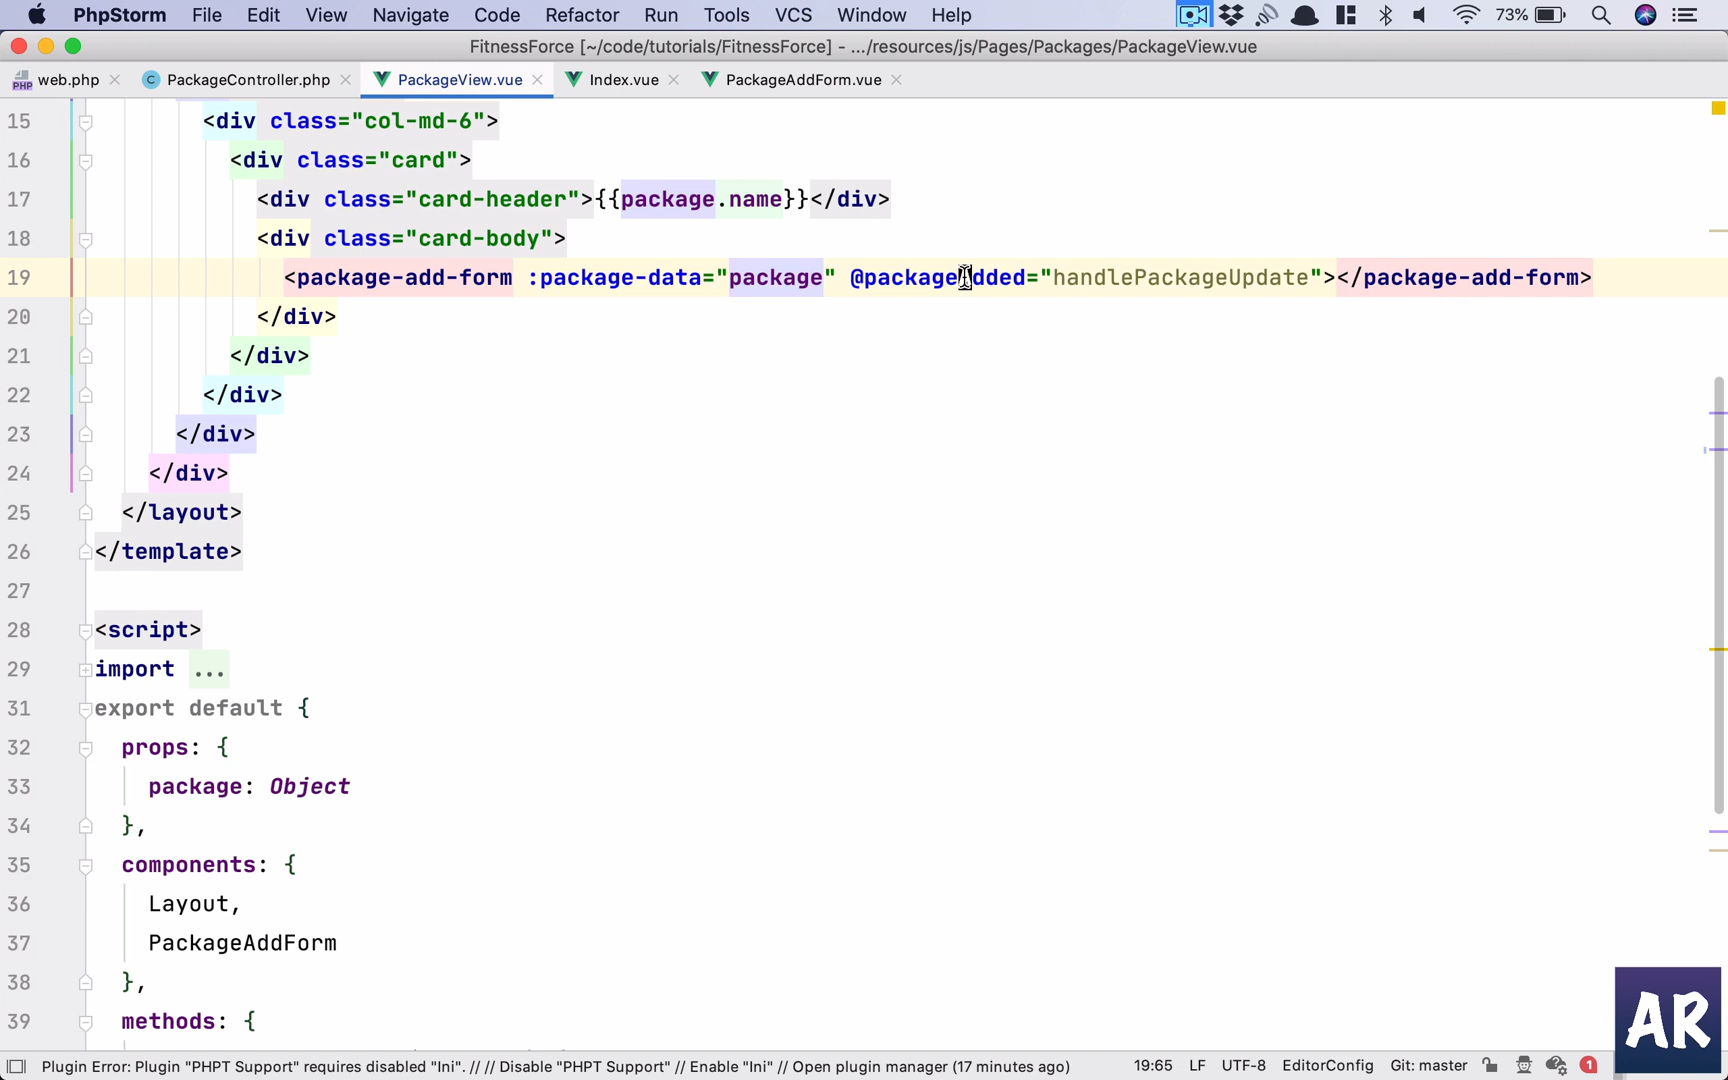 PhpStorm File Edit View Navigate Code Refactor Run Tools VCS Window Help 73%
FitnessForce [~/code/tutorials/FitnessForce] - .../resources/js/Pages/Packages/PackageView.vue
PHP web.php C PackageController.php PackageView.vue Index.vue PackageAddForm.vue
15 <div class="col-md-6">
16 <div class="card">
17 <div class="card-header">{{package.name}}</div>
18 <div class="card-body">
19 <package-add-form :package-data="package" @packageAdded="handlePackageUpdate"></package-add-form>
20 </div>
21 </div>
22 </div>
23 </div>
24 </div>
25 </layout>
26 </template>
27
28 <script>
29 import ...
31 export default {
32 props: {
33 package: Object
34 },
35 components: {
36 Layout,
37 PackageAddForm
38 },
39 methods: {
AR
Plugin Error: Plugin "PHPT Support" requires disabled "Ini". // // Disable "PHPT Support" // Enable "Ini" // Open plugin manager (17 minutes ago) 19:65 LF UTF-8 EditorConfig Git: master 1